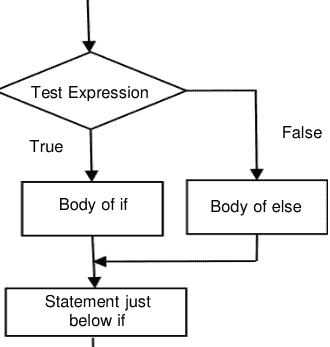 Test Expression
True
False
Body of if
Body of else
Statement just
below if